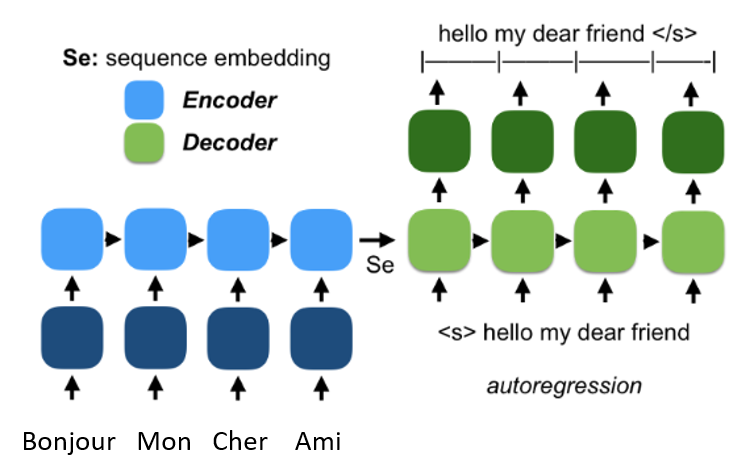 Se: sequence embedding
Encoder
Decoder
hello my dear friend </s>
Se
<s> hello my dear friend
autoregression
Bonjour Mon Cher Ami